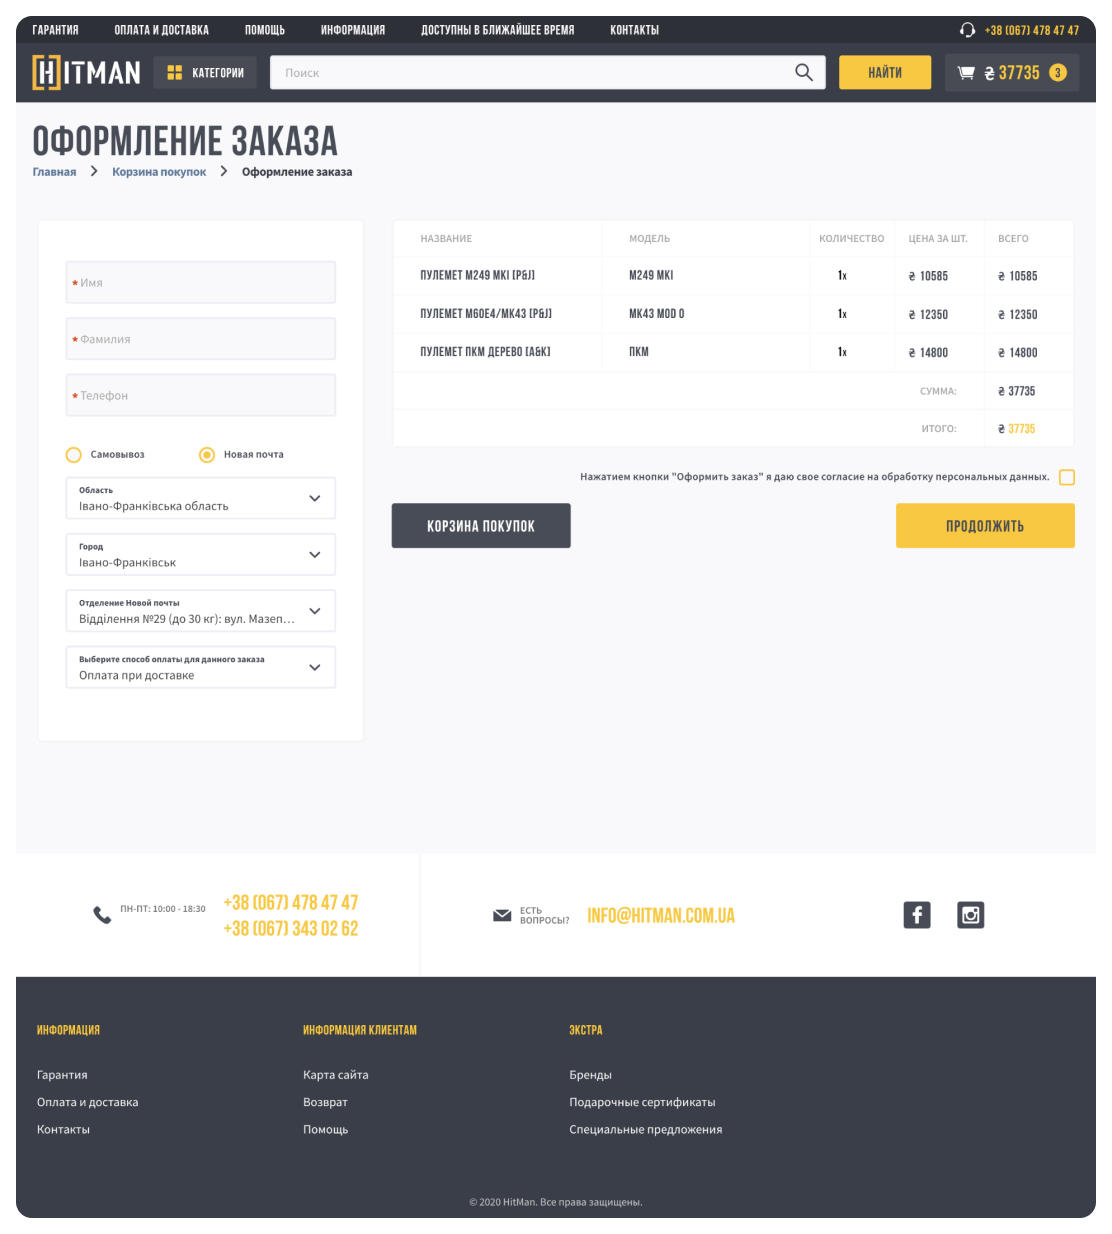 ГАРАНТИЯ ОПЛАТА И ДОСТАВКА ПОМОЩЬ ИНФОРМАЦИЯ ДОСТУПНЫ В БЛИЖАЙШЕЕ ВРЕМЯ КОНТАКТЫ +38 (067) 478 47 47
HITMAN КАТЕГОРИИ Поиск НАЙТИ ₴ 37735 3
ОФОРМЛЕНИЕ ЗАКАЗА
Главная > Корзина покупок > Оформление заказа
* Имя
* Фамилия
* Телефон
Самовывоз Новая почта
Область
Івано-Франківська область
Город
Івано-Франківськ
Отделение Новой почты
Відділення №29 (до 30 кг): вул. Мазеп...
Выберите способ оплаты для данного заказа
Оплата при доставке
НАЗВАНИЕ МОДЕЛЬ КОЛИЧЕСТВО ЦЕНА ЗА ШТ. ВСЕГО
ПУЛЕМЕТ M249 MKI [P&J] M249 MKI 1x ₴ 10585 ₴ 10585
ПУЛЕМЕТ M60E4/MK43 [P&J] MK43 MOD 0 1x ₴ 12350 ₴ 12350
ПУЛЕМЕТ ПКМ ДЕРЕВО [A&K] ПКМ 1x ₴ 14800 ₴ 14800
СУММА: ₴ 37735
ИТОГО: ₴ 37735
Нажатием кнопки "Оформить заказ" я даю свое согласие на обработку персональных данных.
КОРЗИНА ПОКУПОК ПРОДОЛЖИТЬ
ПН-ПТ: 10:00 - 18:30
+38 (067) 478 47 47
+38 (067) 343 02 62
ЕСТЬ
ВОПРОСЫ?
INFO@HITMAN.COM.UA
ИНФОРМАЦИЯ
Гарантия
Оплата и доставка
Контакты
ИНФОРМАЦИЯ КЛИЕНТАМ
Карта сайта
Возврат
Помощь
ЭКСТРА
Бренды
Подарочные сертификаты
Специальные предложения
© 2020 HitMan. Все права защищены.